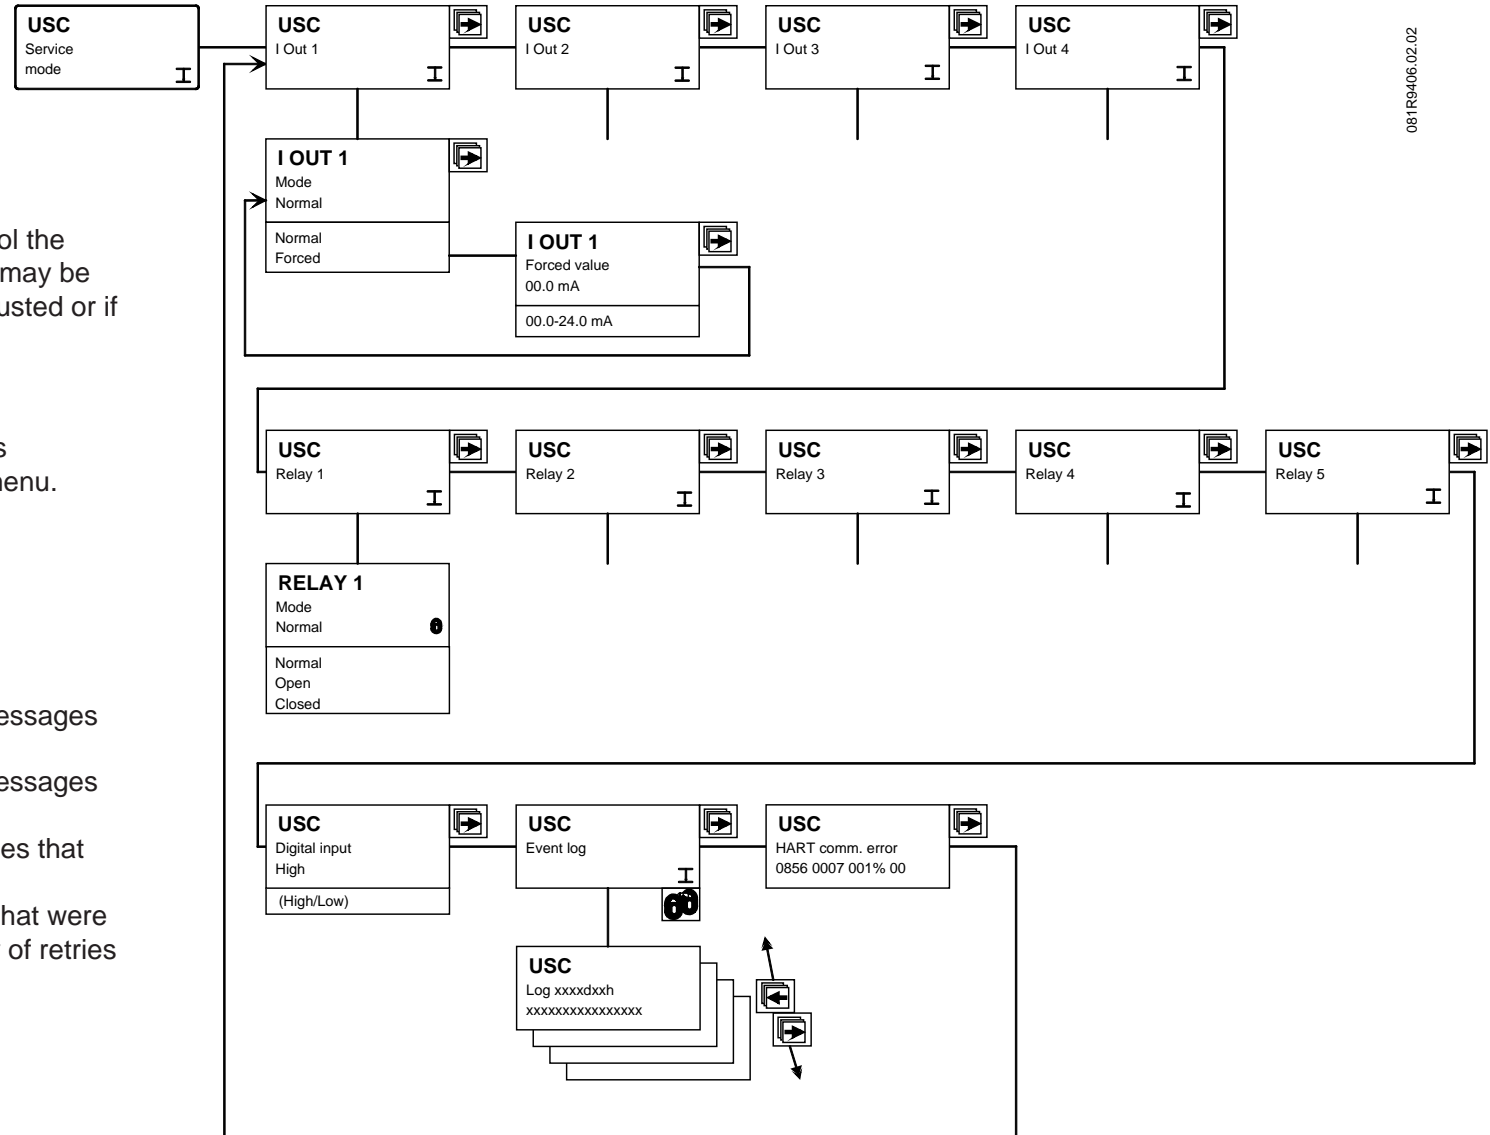 USC
Service
mode
USC
I Out 1
USC
I Out 2
USC
I Out 3
USC
I Out 4
081R9406.02.02
I OUT 1
Mode
Normal
Normal
Forced
I OUT 1
Forced value
00.0 mA
00.0-24.0 mA
ol the
may be
usted or if
s
enu.
USC
Relay 1
USC
Relay 2
USC
Relay 3
USC
Relay 4
USC
Relay 5
RELAY 1
Mode
Normal
Normal
Open
Closed
essages
essages
es that
hat were
of retries
USC
Digital input
High
(High/Low)
USC
Event log
USC
HART comm. error
0856 0007 001% 00
USC
Log xxxxdxxh
xxxxxxxxxxxxxxxx